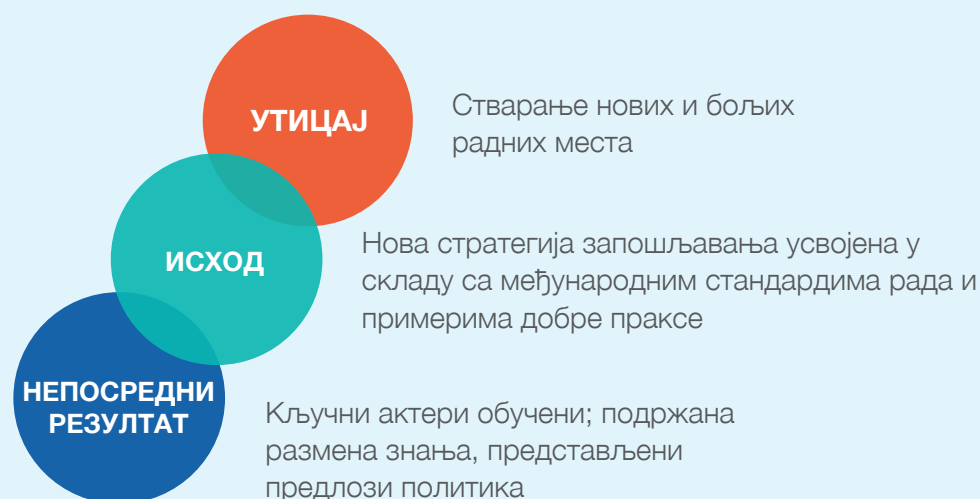 УТИЦАЈ
Стварање нових и бољих
радних места
ИСХОД
Нова стратегија запошљавања усвојена у
складу са међународним стандардима рада и
примерима добре праксе
НЕПОСРЕДНИ
РЕЗУЛТАТ
Кључни актери обучени; подржана
размена знања, представљени
предлози политика